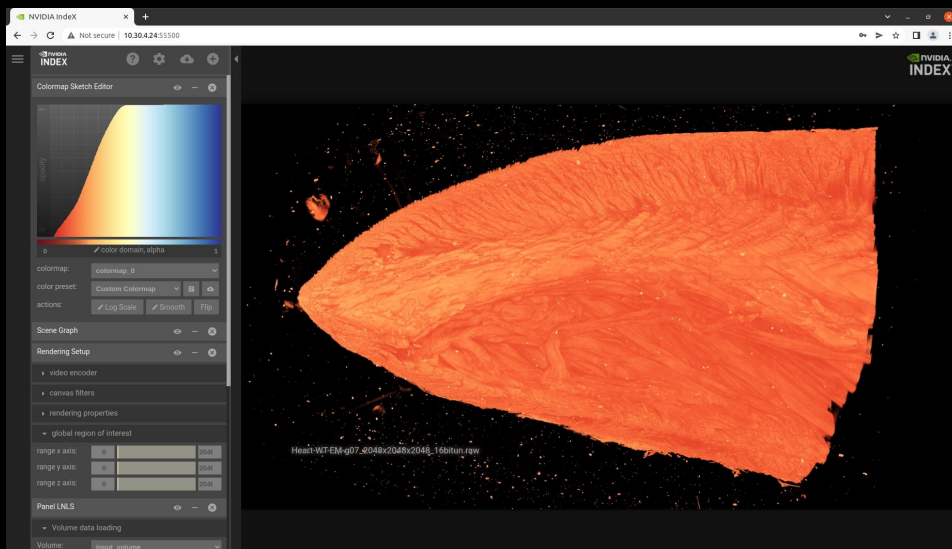 NVIDIA IndeX
Not secure
10.30.4.24:55500
NVIDIA
INDEX
NVIDIA.
INDEX
Colormap Sketch Editor
opacity
0
color domain, alpha
1
colormap:
colormap_0
color preset:
Custom Colormap
actions:
Log Scale
Smooth
Flip
Scene Graph
Rendering Setup
video encoder
canvas filters
rendering properties
global region of interest
range x axis:
0
range y axis:
0
range z axis:
0
Heart-WT-EM-g07_2048x2048x2048_16bitun.raw
Panel LNLS
Volume data loading
Volume:
input_volume